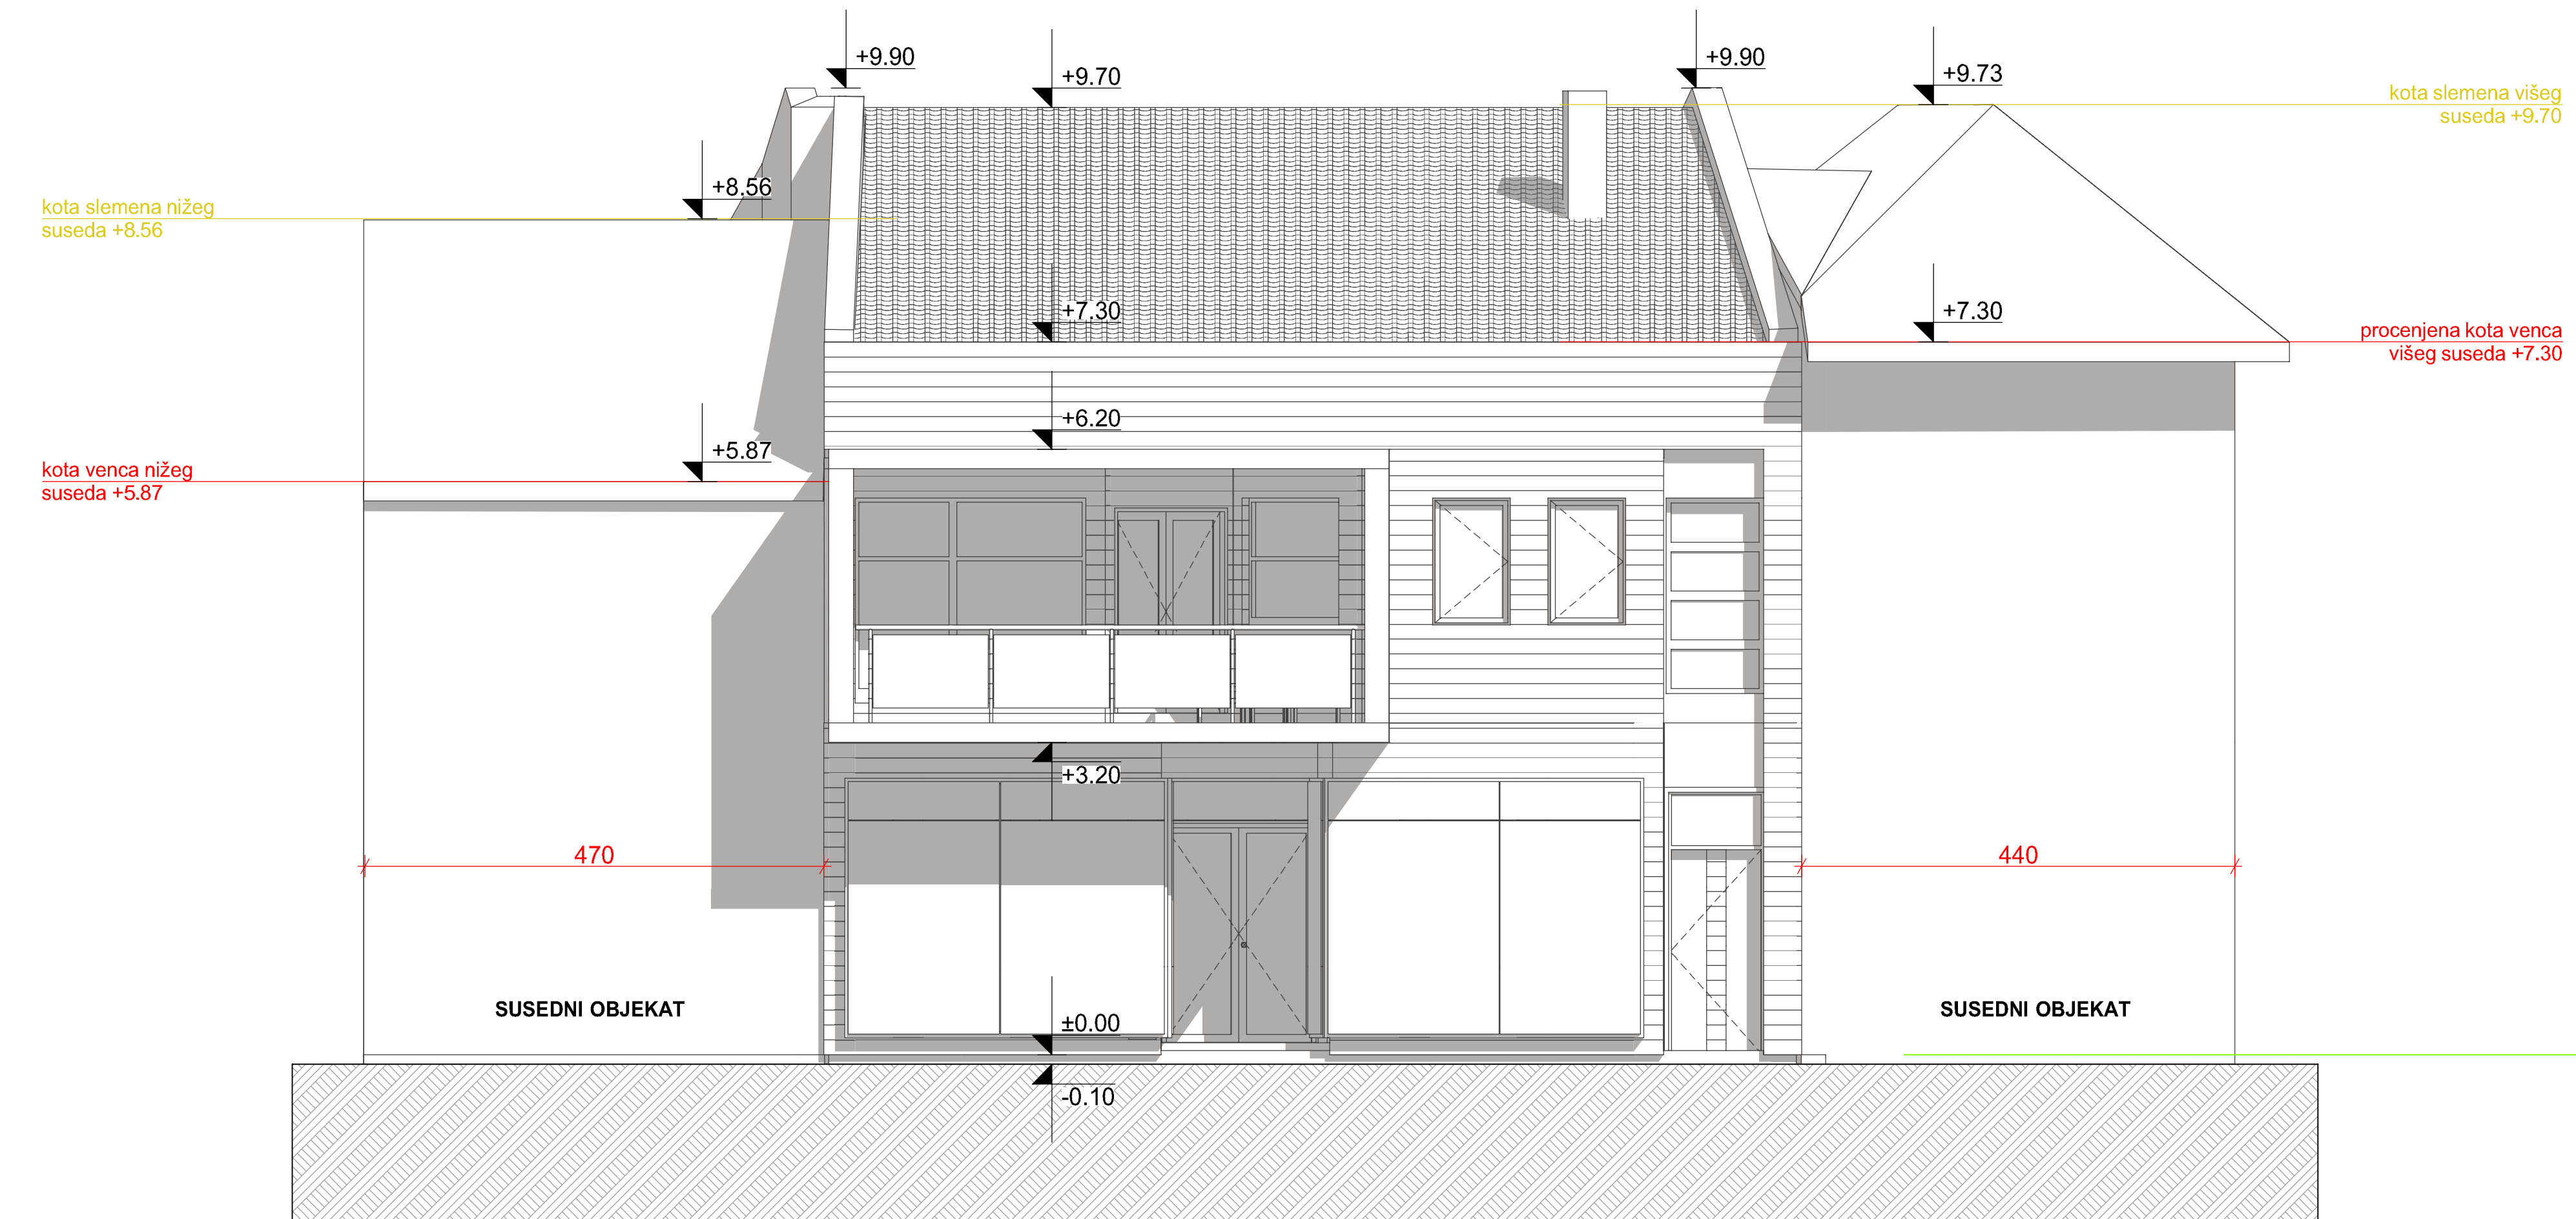 +9.90
+9.90
+9.70
+9.73
kota slemena višeg
suseda +9.70
+8.56
kota slemena nižeg
suseda +8.56
+7.30
+7.30
procenjena kota venca
višeg suseda +7.30
+6.20
+5.87
kota venca nižeg
suseda +5.87
+3.20
470
440
SUSEDNI OBJEKAT
SUSEDNI OBJEKAT
±0.00
-0.10